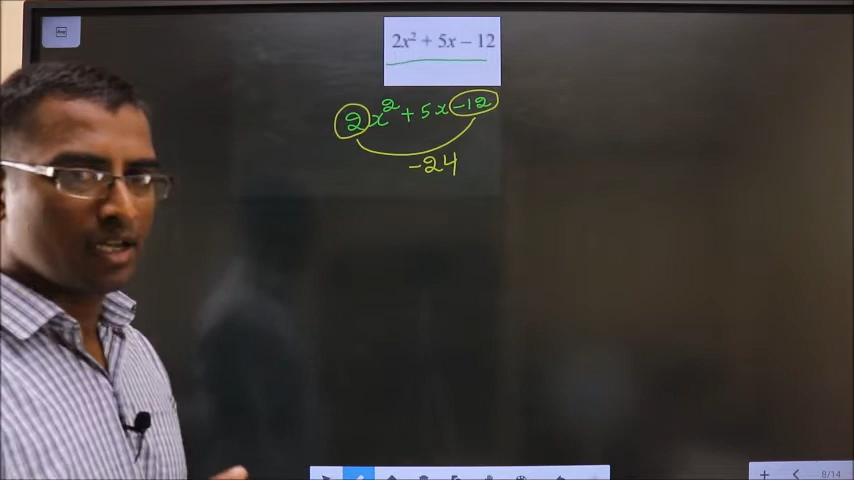 2x² + 5x – 12
2x² + 5x -12
-24
8/14